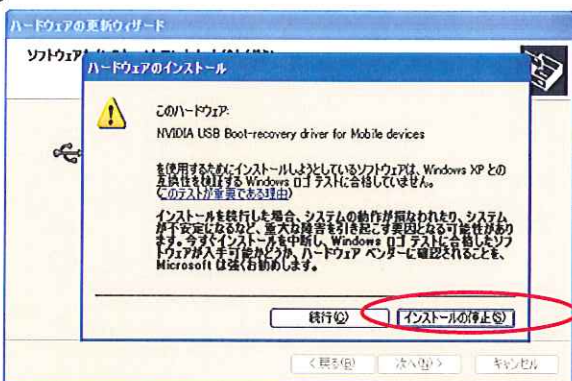 ハードウェアの更新ウィザード
ソフトウェア
ハードウェアのインストール
このハードウェア:
NVIDIA USB Boot-recovery driver for Mobile devices
を使用するためにインストールしようとしているソフトウェアは、Windows XP との
互換性を検証する Windows ロゴ テストに合格していません。
(このテストが重要である理由)
インストールを続行した場合、システムの動作が損なわれたり、システム
が不安定になるなど、重大な障害を引き起こす要因となる可能性があり
ます。今すぐインストールを中断し、Windows ロゴ テストに合格したソフ
トウェアが入手可能かどうか、ハードウェア ベンダーに確認されることを、
Microsoft は強くお勧めします。
続行(C)
インストールの停止(S)
< 戻る(B)
次へ(N) >
キャンセル